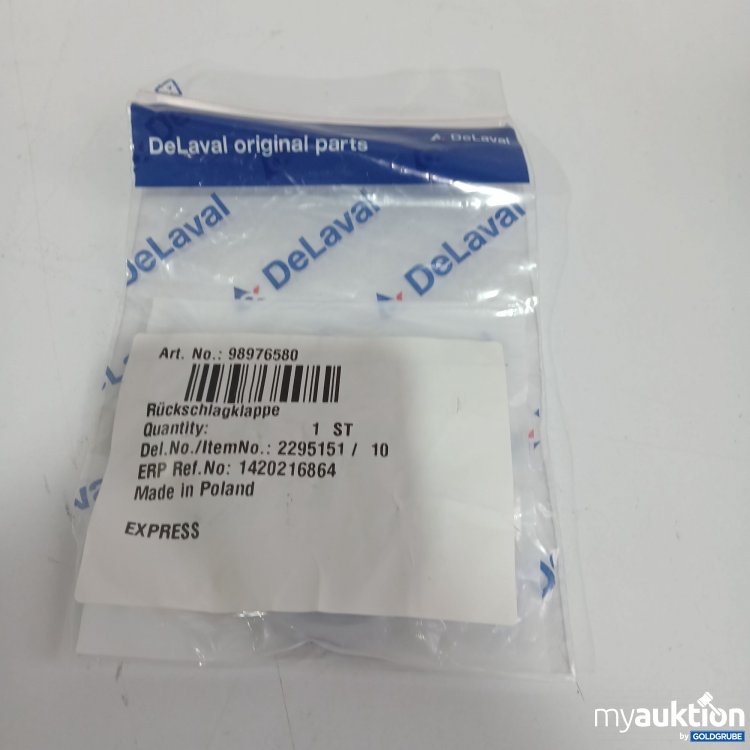 DeLaval original parts
DeLaval
DeLaval
DeLaval
DeLaval
Art. No.: 98976580
Rückschlagklappe
Quantity: 1 ST
Del.No./ItemNo.: 2295151 / 10
ERP Ref.No: 1420216864
Made in Poland
EXPRESS
myauktion
by GOLDGRUBE